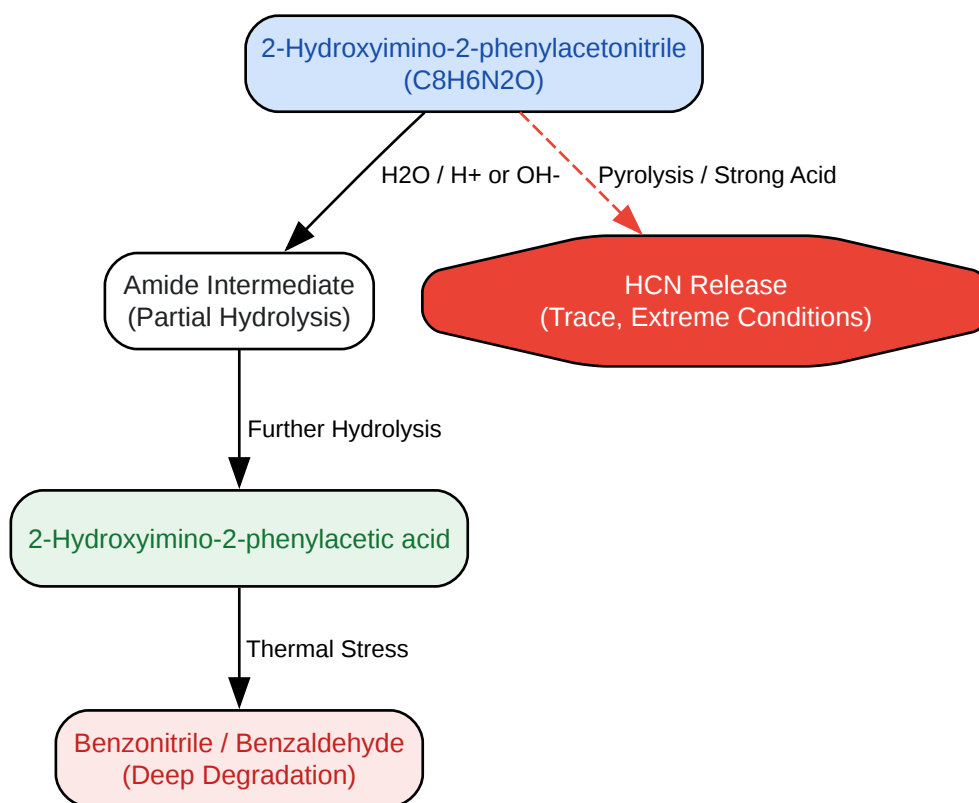 2-Hydroxyimino-2-phenylacetonitrile
(C8H6N2O)
H2O / H+ or OH-
Pyrolysis / Strong Acid
Amide Intermediate
(Partial Hydrolysis)
HCN Release
(Trace, Extreme Conditions)
Further Hydrolysis
2-Hydroxyimino-2-phenylacetic acid
Thermal Stress
Benzonitrile / Benzaldehyde
(Deep Degradation)